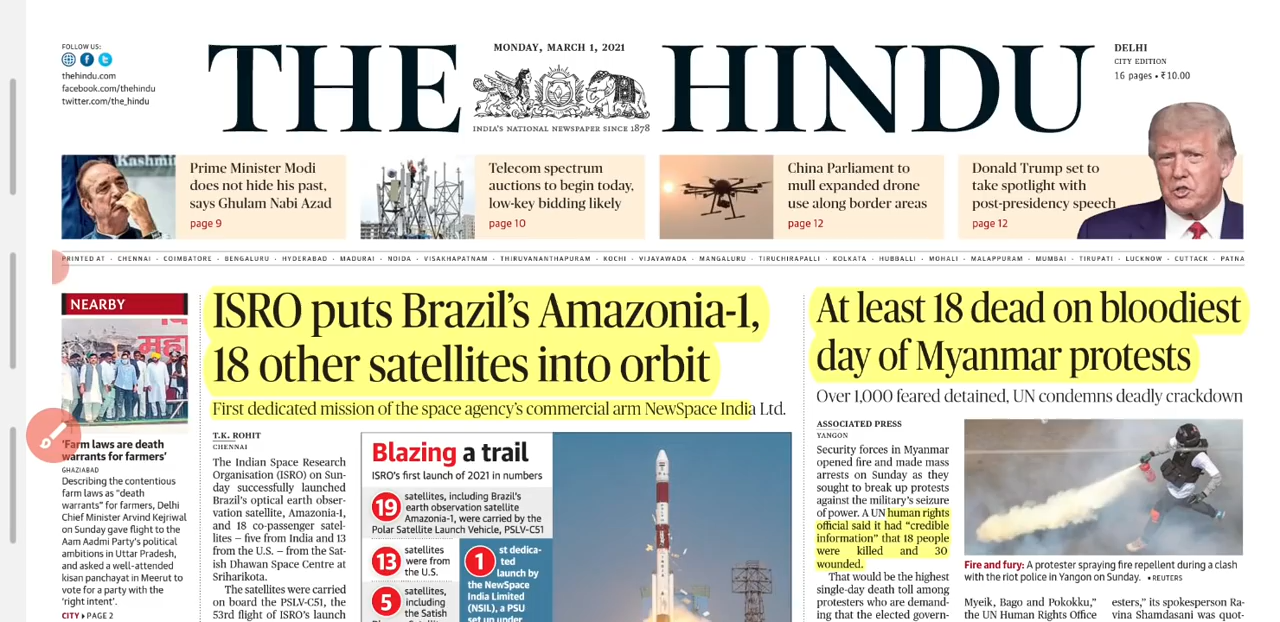 FOLLOW US:
thehindu.com
facebook.com/thehindu
twitter.com/the_hindu
THE HINDU
MONDAY, MARCH 1, 2021
INDIA'S NATIONAL NEWSPAPER SINCE 1878
DELHI
CITY EDITION
16 pages • ₹10.00
Kashmir
Prime Minister Modi
does not hide his past,
says Ghulam Nabi Azad
page 9
Telecom spectrum
auctions to begin today,
low-key bidding likely
page 10
China Parliament to
mull expanded drone
use along border areas
page 12
Donald Trump set to
take spotlight with
post-presidency speech
page 12
PRINTED AT · CHENNAI · COIMBATORE · BENGALURU · HYDERABAD · MADURAI · NOIDA · VISAKHAPATNAM · THIRUVANANTHAPURAM · KOCHI · VIJAYAWADA · MANGALURU · TIRUCHIRAPALLI · KOLKATA · HUBBALLI · MOHALI · MALAPPURAM · MUMBAI · TIRUPATI · LUCKNOW · CUTTACK · PATNA
NEARBY
'Farm laws are death
warrants for farmers'
GHAZIABAD
Describing the contentious
farm laws as "death
warrants" for farmers, Delhi
Chief Minister Arvind Kejriwal
on Sunday gave flight to the
Aam Aadmi Party's political
ambitions in Uttar Pradesh,
and asked a well-attended
kisan panchayat in Meerut to
vote for a party with the
'right intent'.
CITY ▸ PAGE 2
ISRO puts Brazil's Amazonia-1,
18 other satellites into orbit
First dedicated mission of the space agency's commercial arm NewSpace India Ltd.
T.K. ROHIT
CHENNAI
The Indian Space Research
Organisation (ISRO) on Sun-
day successfully launched
Brazil's optical earth obser-
vation satellite, Amazonia-1,
and 18 co-passenger satel-
lites – five from India and 13
from the U.S. – from the Sat-
ish Dhawan Space Centre at
Sriharikota.
The satellites were carried
on board the PSLV-C51, the
53rd flight of ISRO's launch
Blazing a trail
ISRO's first launch of 2021 in numbers
19 satellites, including Brazil's
earth observation satellite
Amazonia-1, were carried by the
Polar Satellite Launch Vehicle, PSLV-C51
13 satellites
were from
the U.S.
5 satellites,
including
the Satish
1st dedica-
ted
launch by
the NewSpace
India Limited
(NSIL), a PSU
set up under
At least 18 dead on bloodiest
day of Myanmar protests
Over 1,000 feared detained, UN condemns deadly crackdown
ASSOCIATED PRESS
YANGON
Security forces in Myanmar
opened fire and made mass
arrests on Sunday as they
sought to break up protests
against the military's seizure
of power. A UN human rights
official said it had "credible
information" that 18 people
were killed and 30
wounded.
That would be the highest
single-day death toll among
protesters who are demand-
ing that the elected govern-
Fire and fury: A protester spraying fire repellent during a clash
with the riot police in Yangon on Sunday. • REUTERS
Myeik, Bago and Pokokku,"
the UN Human Rights Office
esters," its spokesperson Ra-
vina Shamdasani was quot-